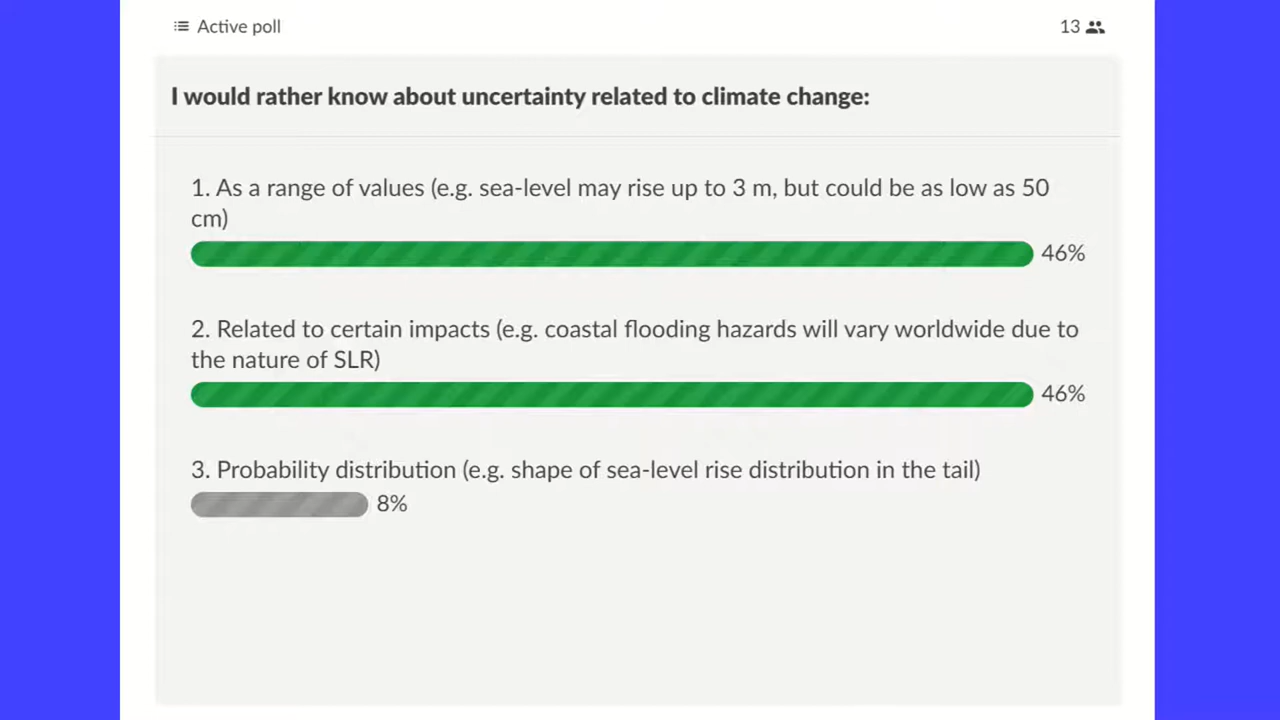 Active poll
13
I would rather know about uncertainty related to climate change:
1. As a range of values (e.g. sea-level may rise up to 3 m, but could be as low as 50
cm)
46%
2. Related to certain impacts (e.g. coastal flooding hazards will vary worldwide due to
the nature of SLR)
46%
3. Probability distribution (e.g. shape of sea-level rise distribution in the tail)
8%